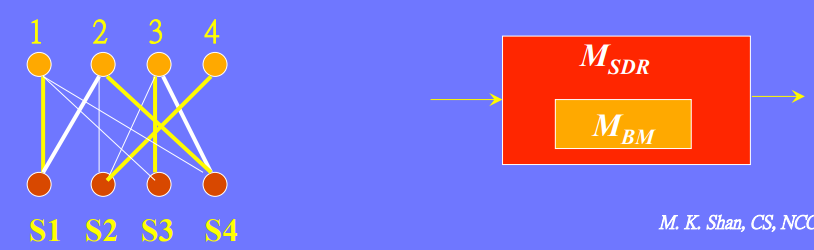 1 2 3 4
S1 S2 S3 S4
M_SDR
M_BM
M. K. Shan, CS, NCC